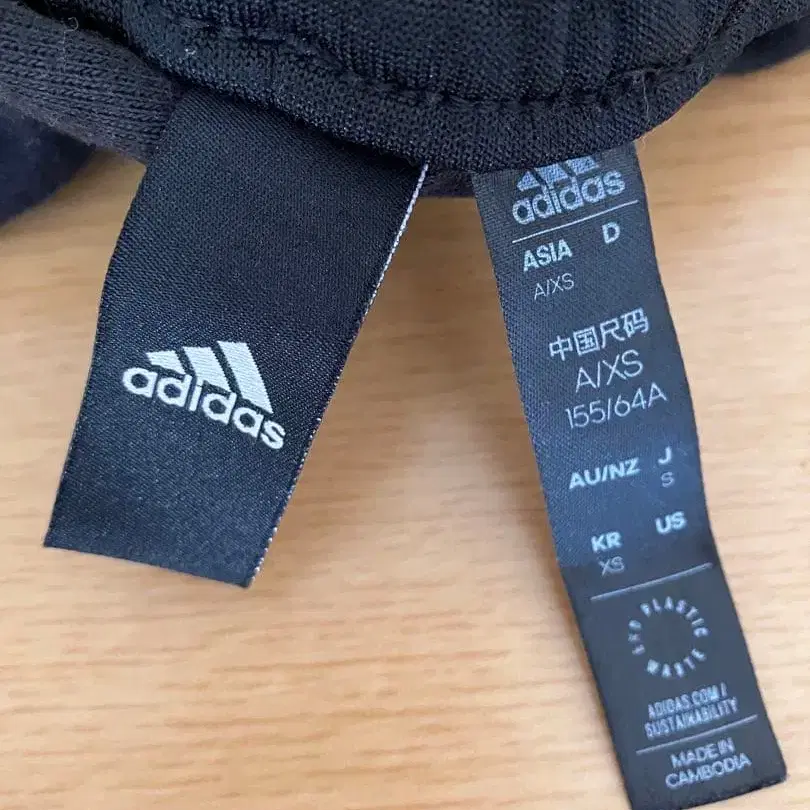 adidas
adidas
ASIA D
A/XS
中国尺码
A/XS
155/64A
AU/NZ J
S
KR US
XS
END PLASTIC WASTE
ADIDAS.COM/
SUSTAINABILITY
MADE IN
CAMBODIA